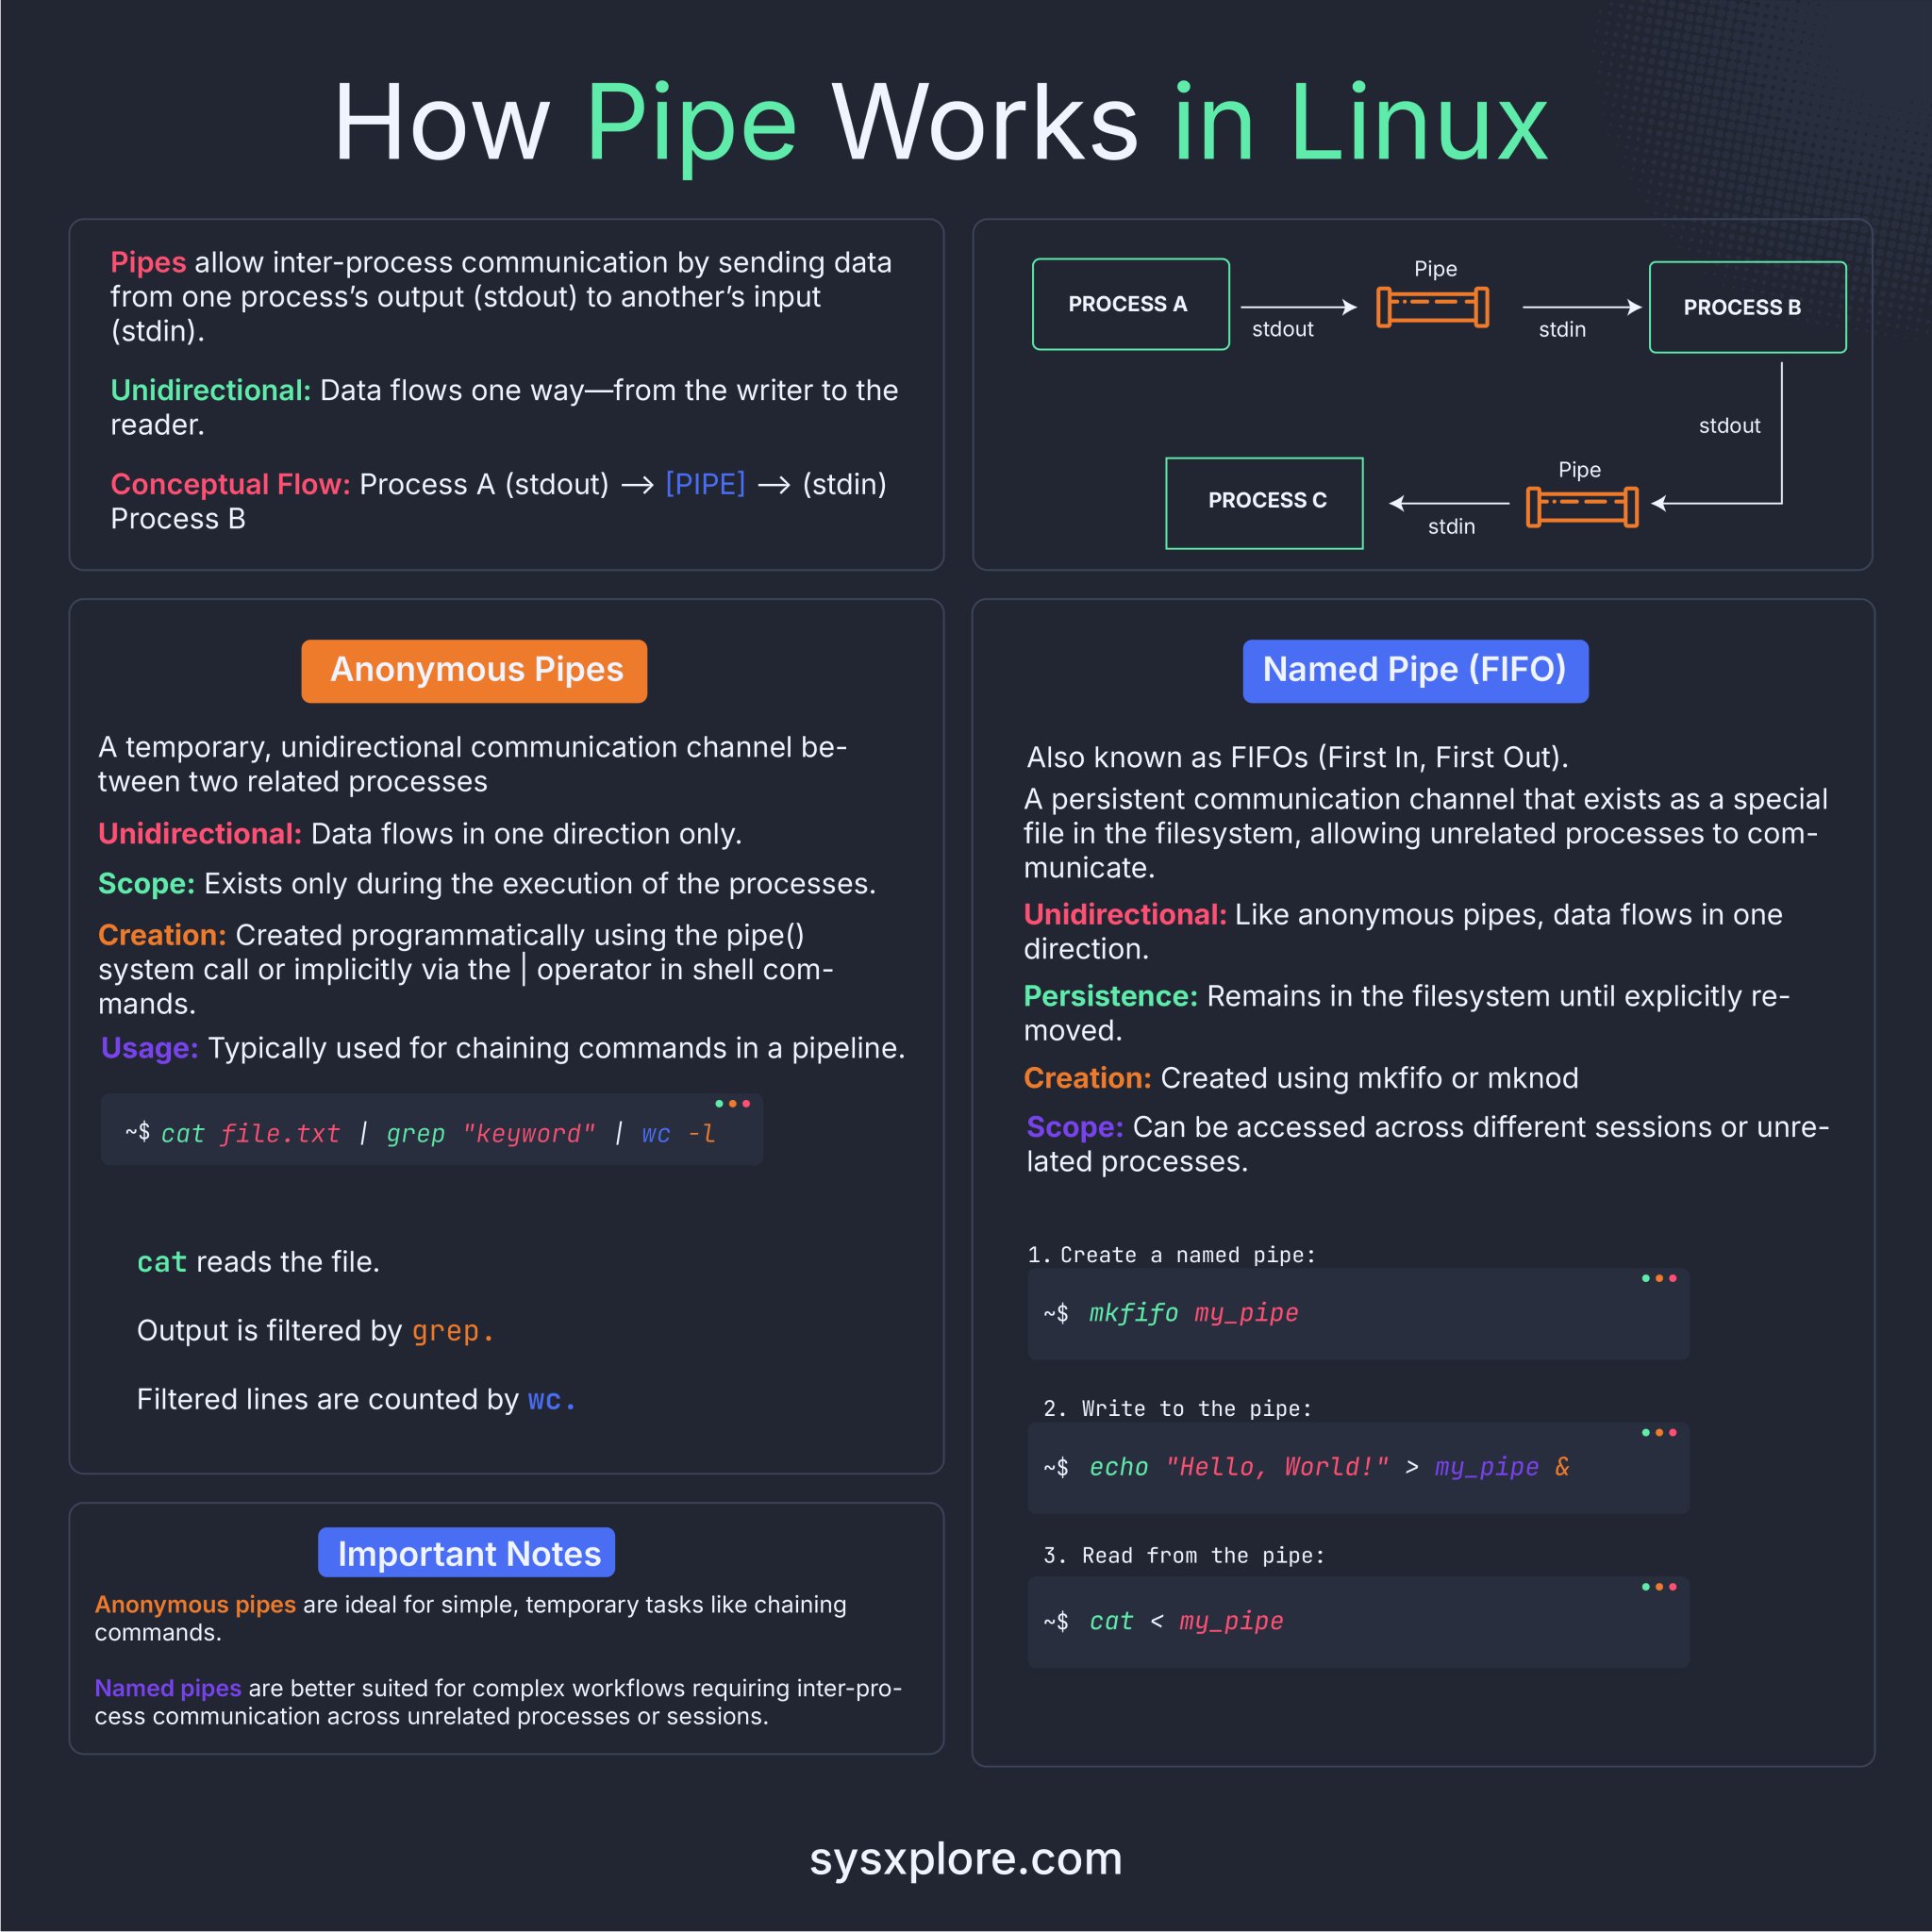 How Pipe Works in Linux
Pipes allow inter-process communication by sending data
from one process’s output (stdout) to another’s input
(stdin).
Unidirectional: Data flows one way—from the writer to the
reader.
Conceptual Flow: Process A (stdout) → [PIPE] → (stdin)
Process B
PROCESS A
stdout
Pipe
stdin
PROCESS B
stdout
Pipe
stdin
PROCESS C
Anonymous Pipes
A temporary, unidirectional communication channel be-
tween two related processes
Unidirectional: Data flows in one direction only.
Scope: Exists only during the execution of the processes.
Creation: Created programmatically using the pipe()
system call or implicitly via the | operator in shell com-
mands.
Usage: Typically used for chaining commands in a pipeline.
~$ cat file.txt | grep "keyword" | wc -l
cat reads the file.
Output is filtered by grep.
Filtered lines are counted by wc.
Important Notes
Anonymous pipes are ideal for simple, temporary tasks like chaining
commands.
Named pipes are better suited for complex workflows requiring inter-pro-
cess communication across unrelated processes or sessions.
Named Pipe (FIFO)
Also known as FIFOs (First In, First Out).
A persistent communication channel that exists as a special
file in the filesystem, allowing unrelated processes to com-
municate.
Unidirectional: Like anonymous pipes, data flows in one
direction.
Persistence: Remains in the filesystem until explicitly re-
moved.
Creation: Created using mkfifo or mknod
Scope: Can be accessed across different sessions or unre-
lated processes.
1. Create a named pipe:
~$ mkfifo my_pipe
2. Write to the pipe:
~$ echo "Hello, World!" > my_pipe &
3. Read from the pipe:
~$ cat < my_pipe
sysxplore.com